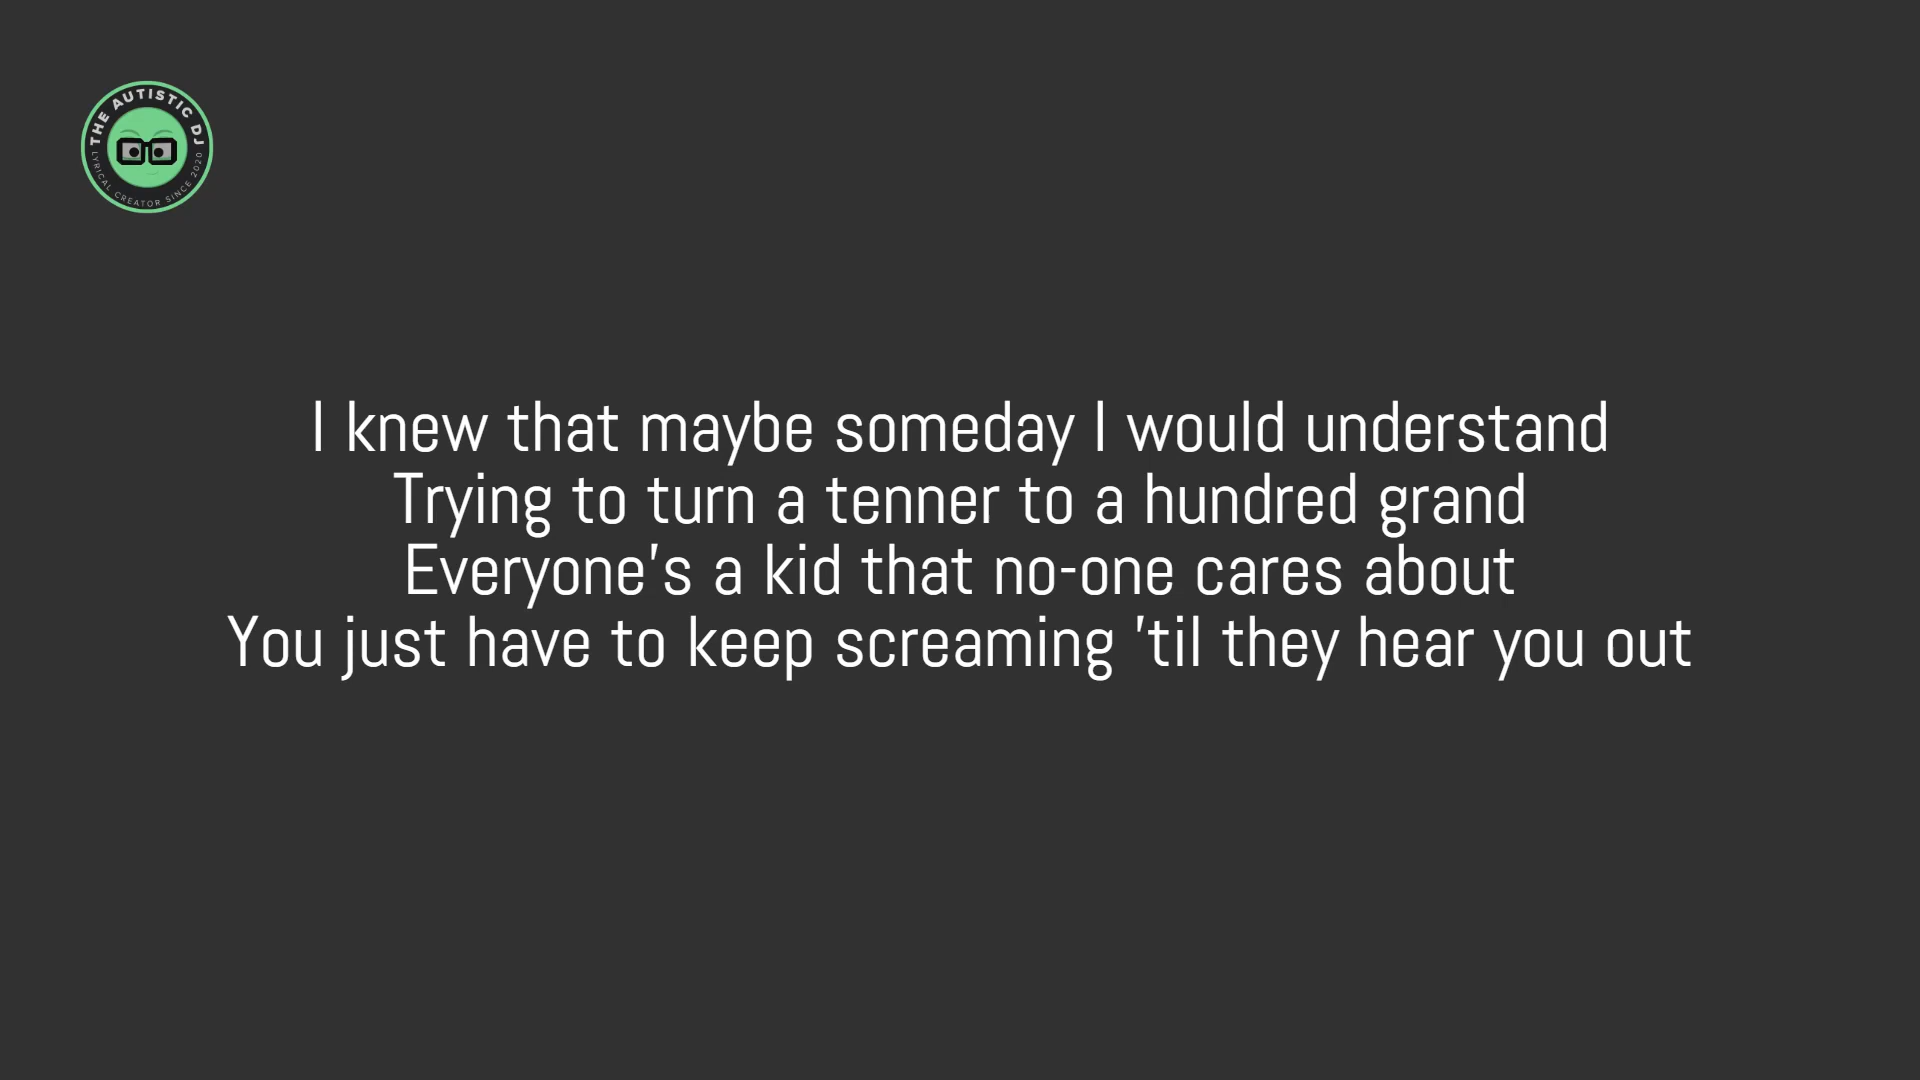 THE AUTISTIC DJ
LYRICAL CREATOR SINCE 2020
I knew that maybe someday I would understand
Trying to turn a tenner to a hundred grand
Everyone's a kid that no-one cares about
You just have to keep screaming 'til they hear you out